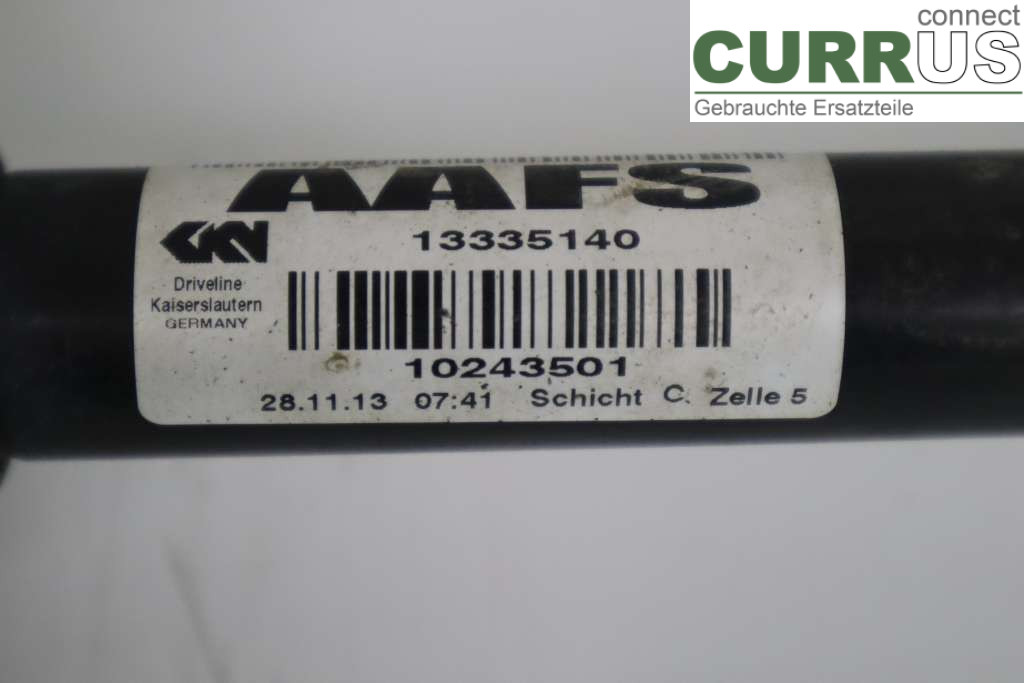 connect
CURRUS
Gebrauchte Ersatzteile
AAFS
GKN
13335140
Driveline
Kaiserslautern
GERMANY
10243501
28.11.13 07:41 Schicht C. Zelle 5